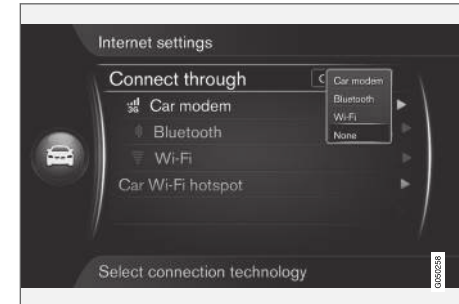 Internet settings
Connect through
Car modem
Bluetooth
Wi-Fi
None
3G Car modem
Bluetooth
Wi-Fi
Car Wi-Fi hotspot
Select connection technology
G050258